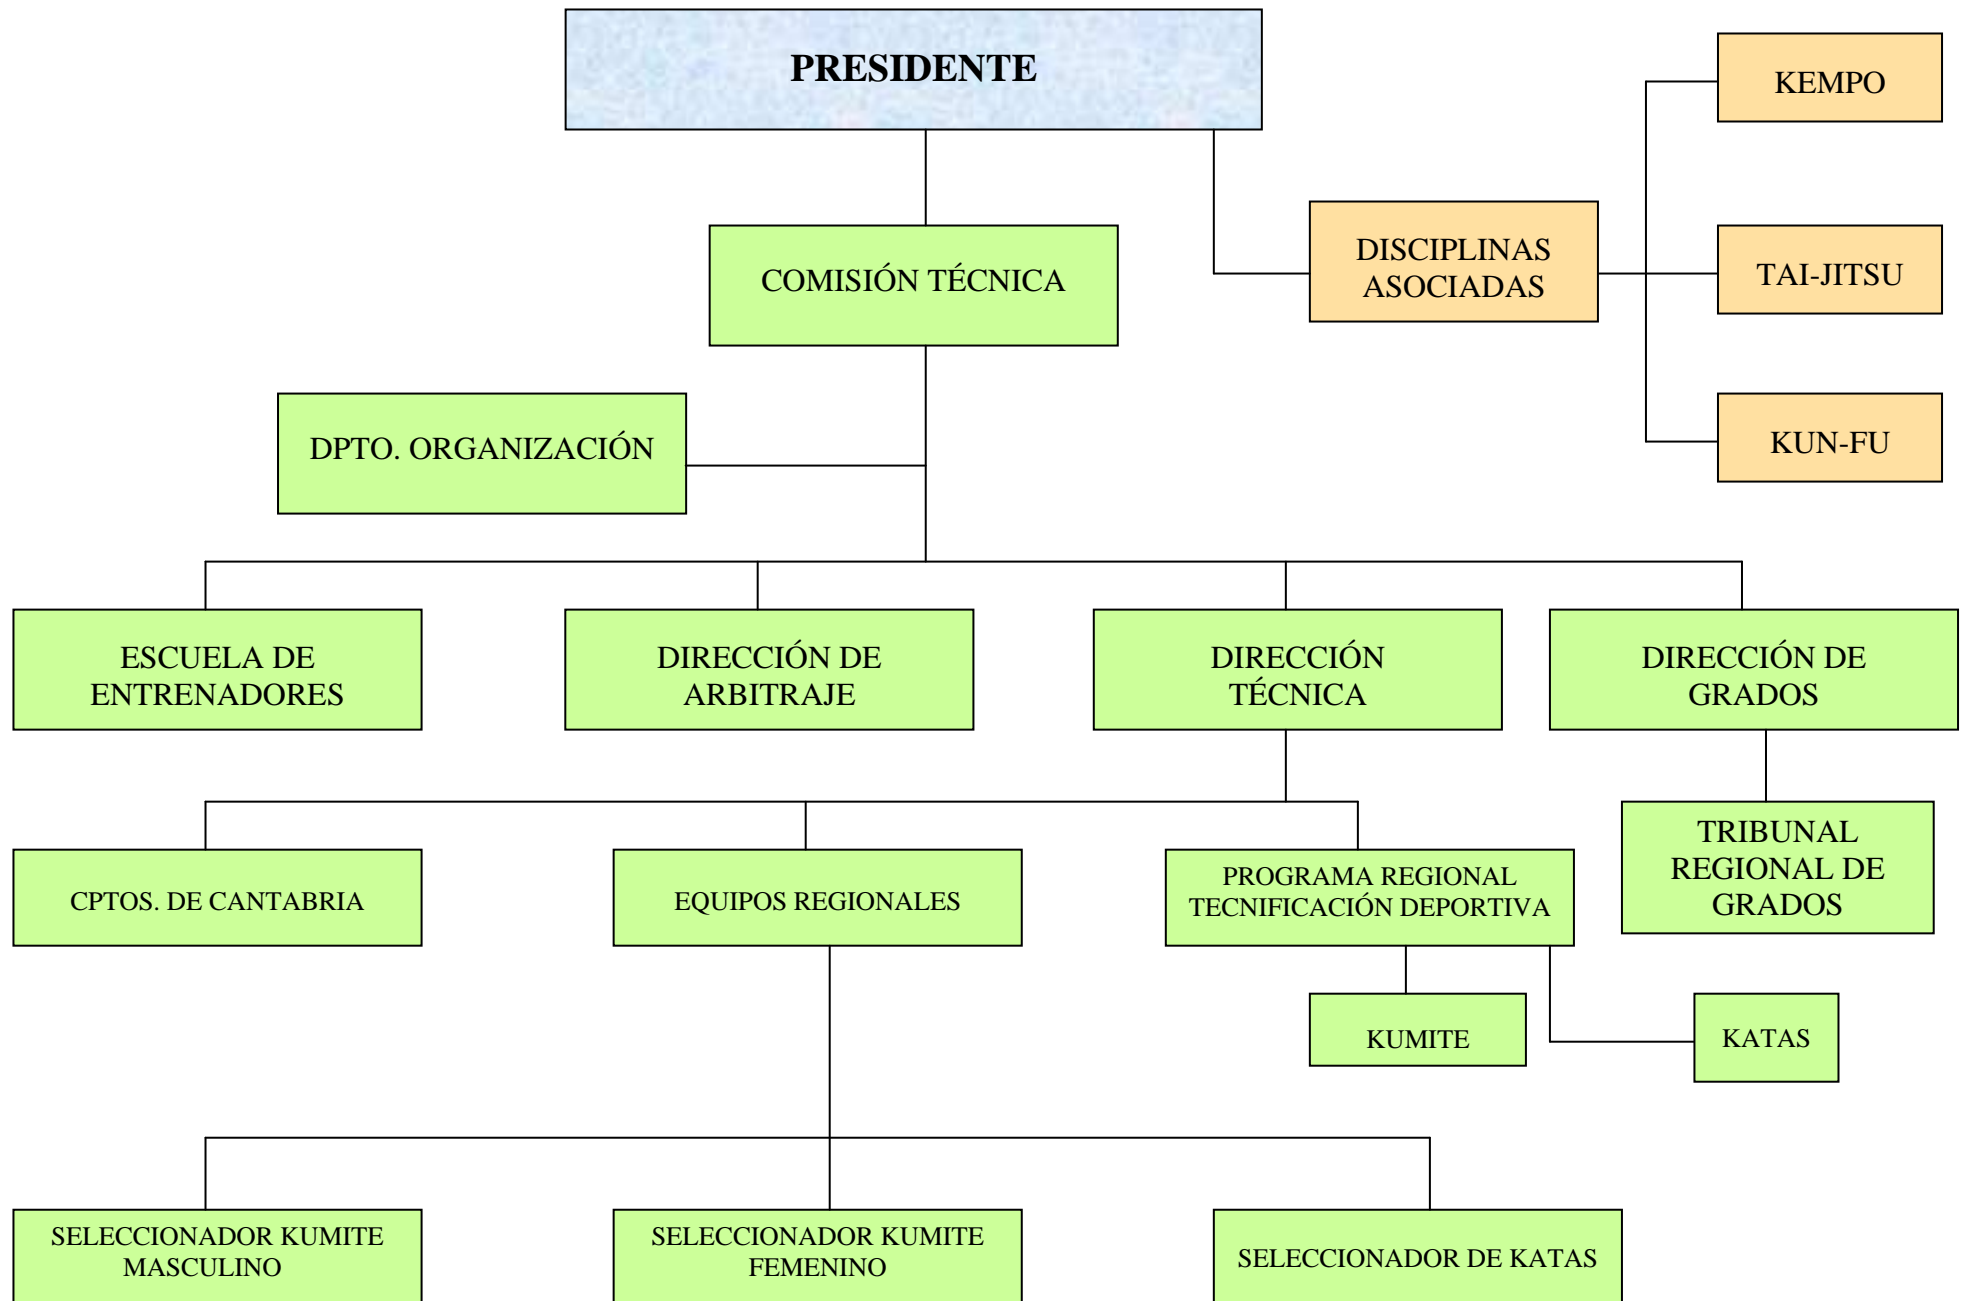 PRESIDENTE
KEMPO
DISCIPLINAS
ASOCIADAS
COMISIÓN TÉCNICA
TAI-JITSU
DPTO. ORGANIZACIÓN
KUN-FU
ESCUELA DE
ENTRENADORES
DIRECCIÓN DE
ARBITRAJE
DIRECCIÓN
TÉCNICA
DIRECCIÓN DE
GRADOS
CPTOS. DE CANTABRIA
EQUIPOS REGIONALES
PROGRAMA REGIONAL
TECNIFICACIÓN DEPORTIVA
TRIBUNAL
REGIONAL DE
GRADOS
KUMITE
KATAS
SELECCIONADOR KUMITE
MASCULINO
SELECCIONADOR KUMITE
FEMENINO
SELECCIONADOR DE KATAS